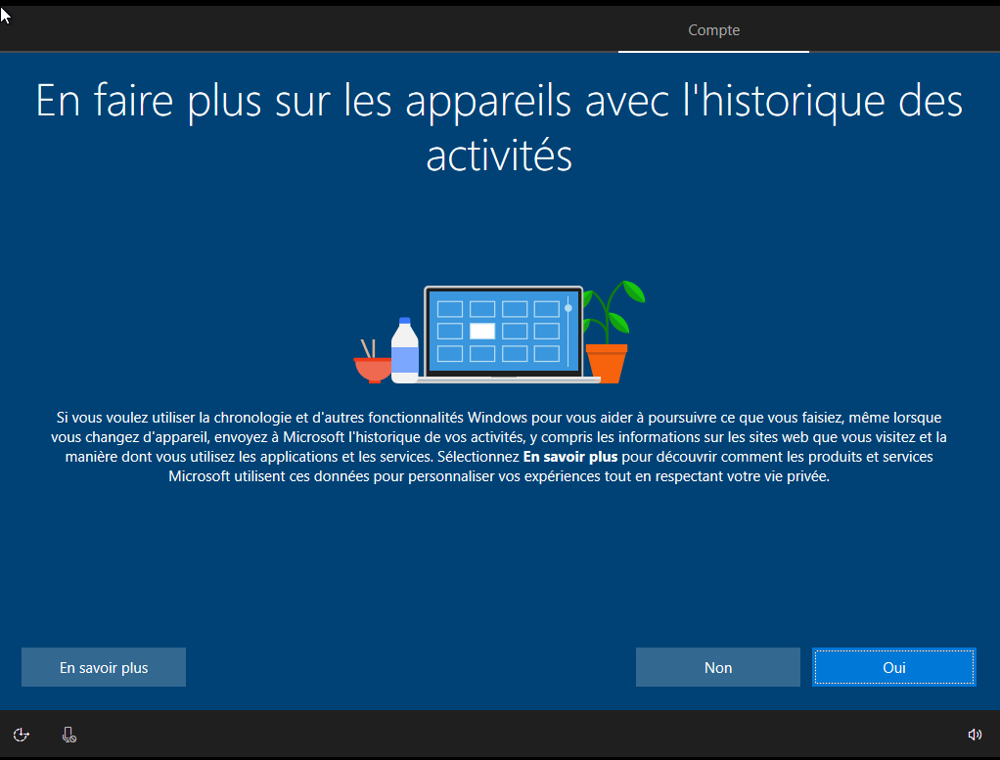 Compte
En faire plus sur les appareils avec l'historique des
activités
Si vous voulez utiliser la chronologie et d'autres fonctionnalités Windows pour vous aider à poursuivre ce que vous faisiez, même lorsque
vous changez d'appareil, envoyez à Microsoft l'historique de vos activités, y compris les informations sur les sites web que vous visitez et la
manière dont vous utilisez les applications et les services. Sélectionnez En savoir plus pour découvrir comment les produits et services
Microsoft utilisent ces données pour personnaliser vos expériences tout en respectant votre vie privée.
En savoir plus
Non
Oui